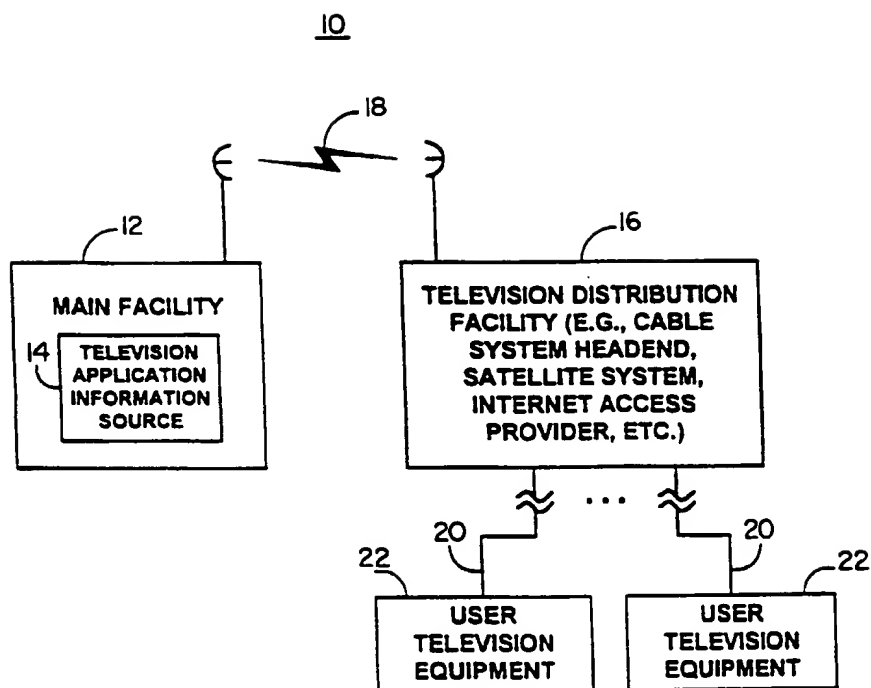 10
18
12
16
MAIN FACILITY
14
TELEVISION
APPLICATION
INFORMATION
SOURCE
TELEVISION DISTRIBUTION
FACILITY (E.G., CABLE
SYSTEM HEADEND,
SATELLITE SYSTEM,
INTERNET ACCESS
PROVIDER, ETC.)
...
20
20
22
22
USER
TELEVISION
EQUIPMENT
USER
TELEVISION
EQUIPMENT